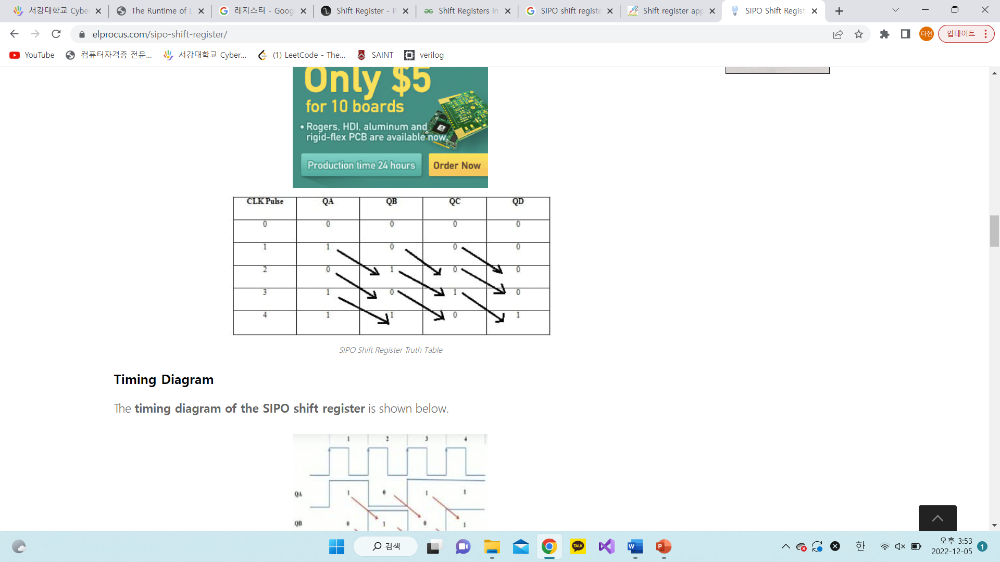 서강대학교 Cyber
The Runtime of L
레지스터 - Goog
Shift Register - P
Shift Registers in
SIPO shift registe
Shift register app
SIPO Shift Regist
elprocus.com/sipo-shift-register/
다현
업데이트
YouTube
컴퓨터자격증 전문...
서강대학교 Cyber...
(1) LeetCode - The...
SAINT
verilog
Only $5
for 10 boards
• Rogers, HDI, aluminum and
rigid-flex PCB are available now.
Production time 24 hours
Order Now
CLK Pulse QA QB QC QD
0 0 0 0 0
1 1 0 0 0
2 0 1 0 0
3 1 0 1 0
4 1 1 0 1
SIPO Shift Register Truth Table
Timing Diagram
The timing diagram of the SIPO shift register is shown below.
1 2 3 4
QA 1 0 1 1
QB 0 1 0 1
검색
TALK
W
P
한
오후 3:53
2022-12-05
1